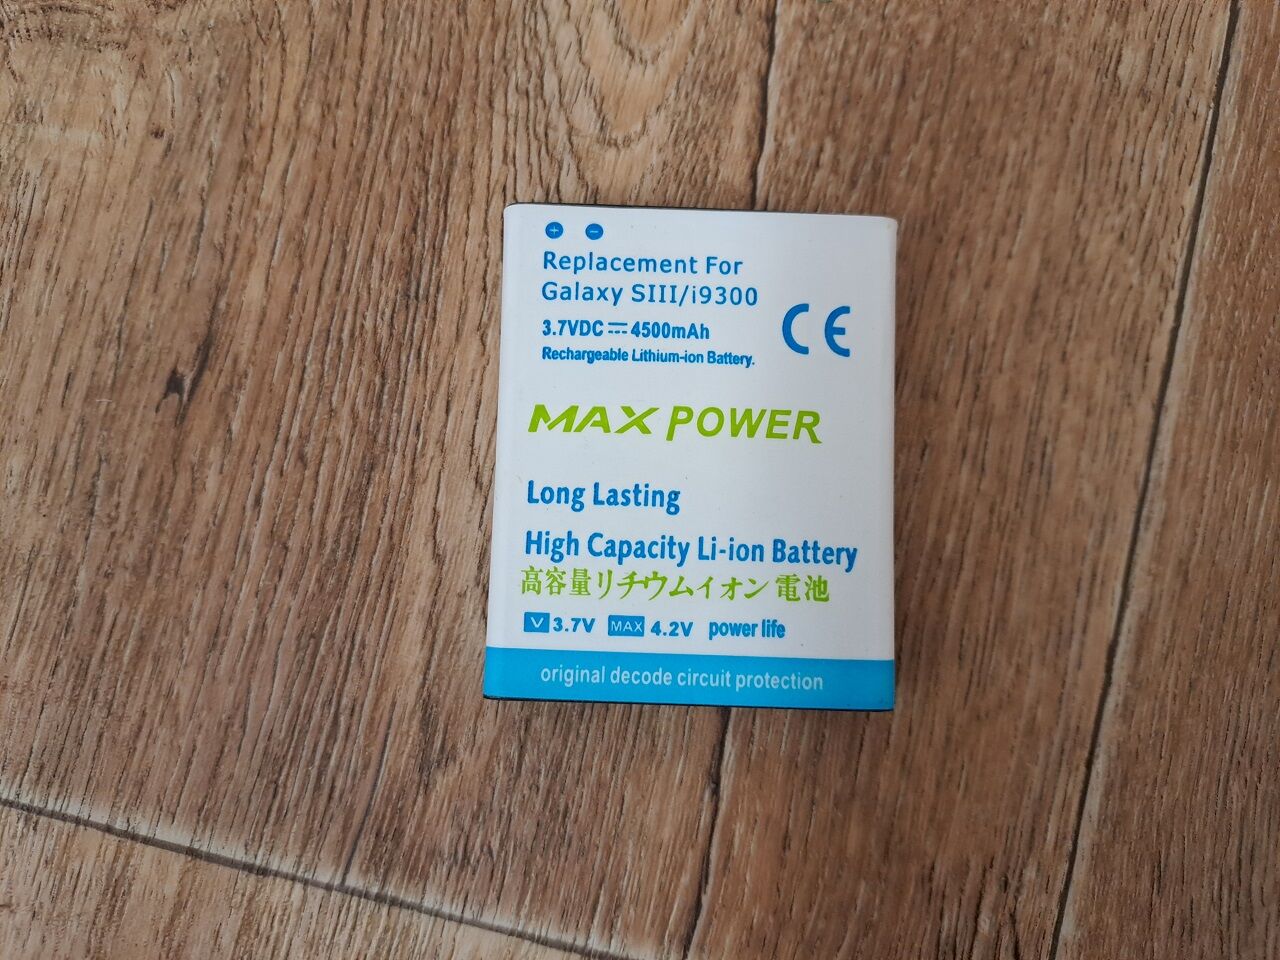 + −
Replacement For
Galaxy SIII/i9300
3.7VDC⎓4500mAh
Rechargeable Lithium-ion Battery.
CE
MAX POWER
Long Lasting
High Capacity Li-ion Battery
高容量リチウムイオン電池
V 3.7V MAX 4.2V power life
original decode circuit protection